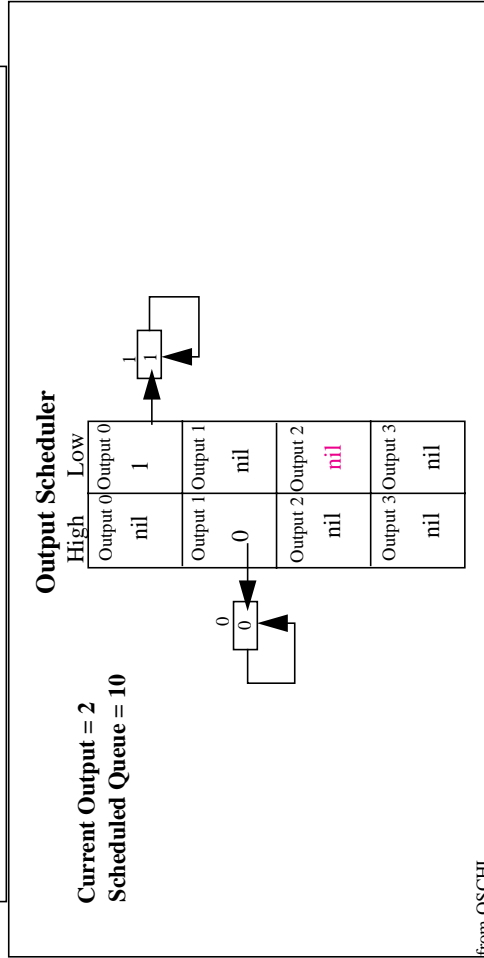 Output Scheduler
High Low
Output 0 Output 0
nil 1
Output 1 Output 1
0 nil
Output 2 Output 2
nil nil
Output 3 Output 3
nil nil
0
0
1
1
Current Output = 2
Scheduled Queue = 10
from QSCHI